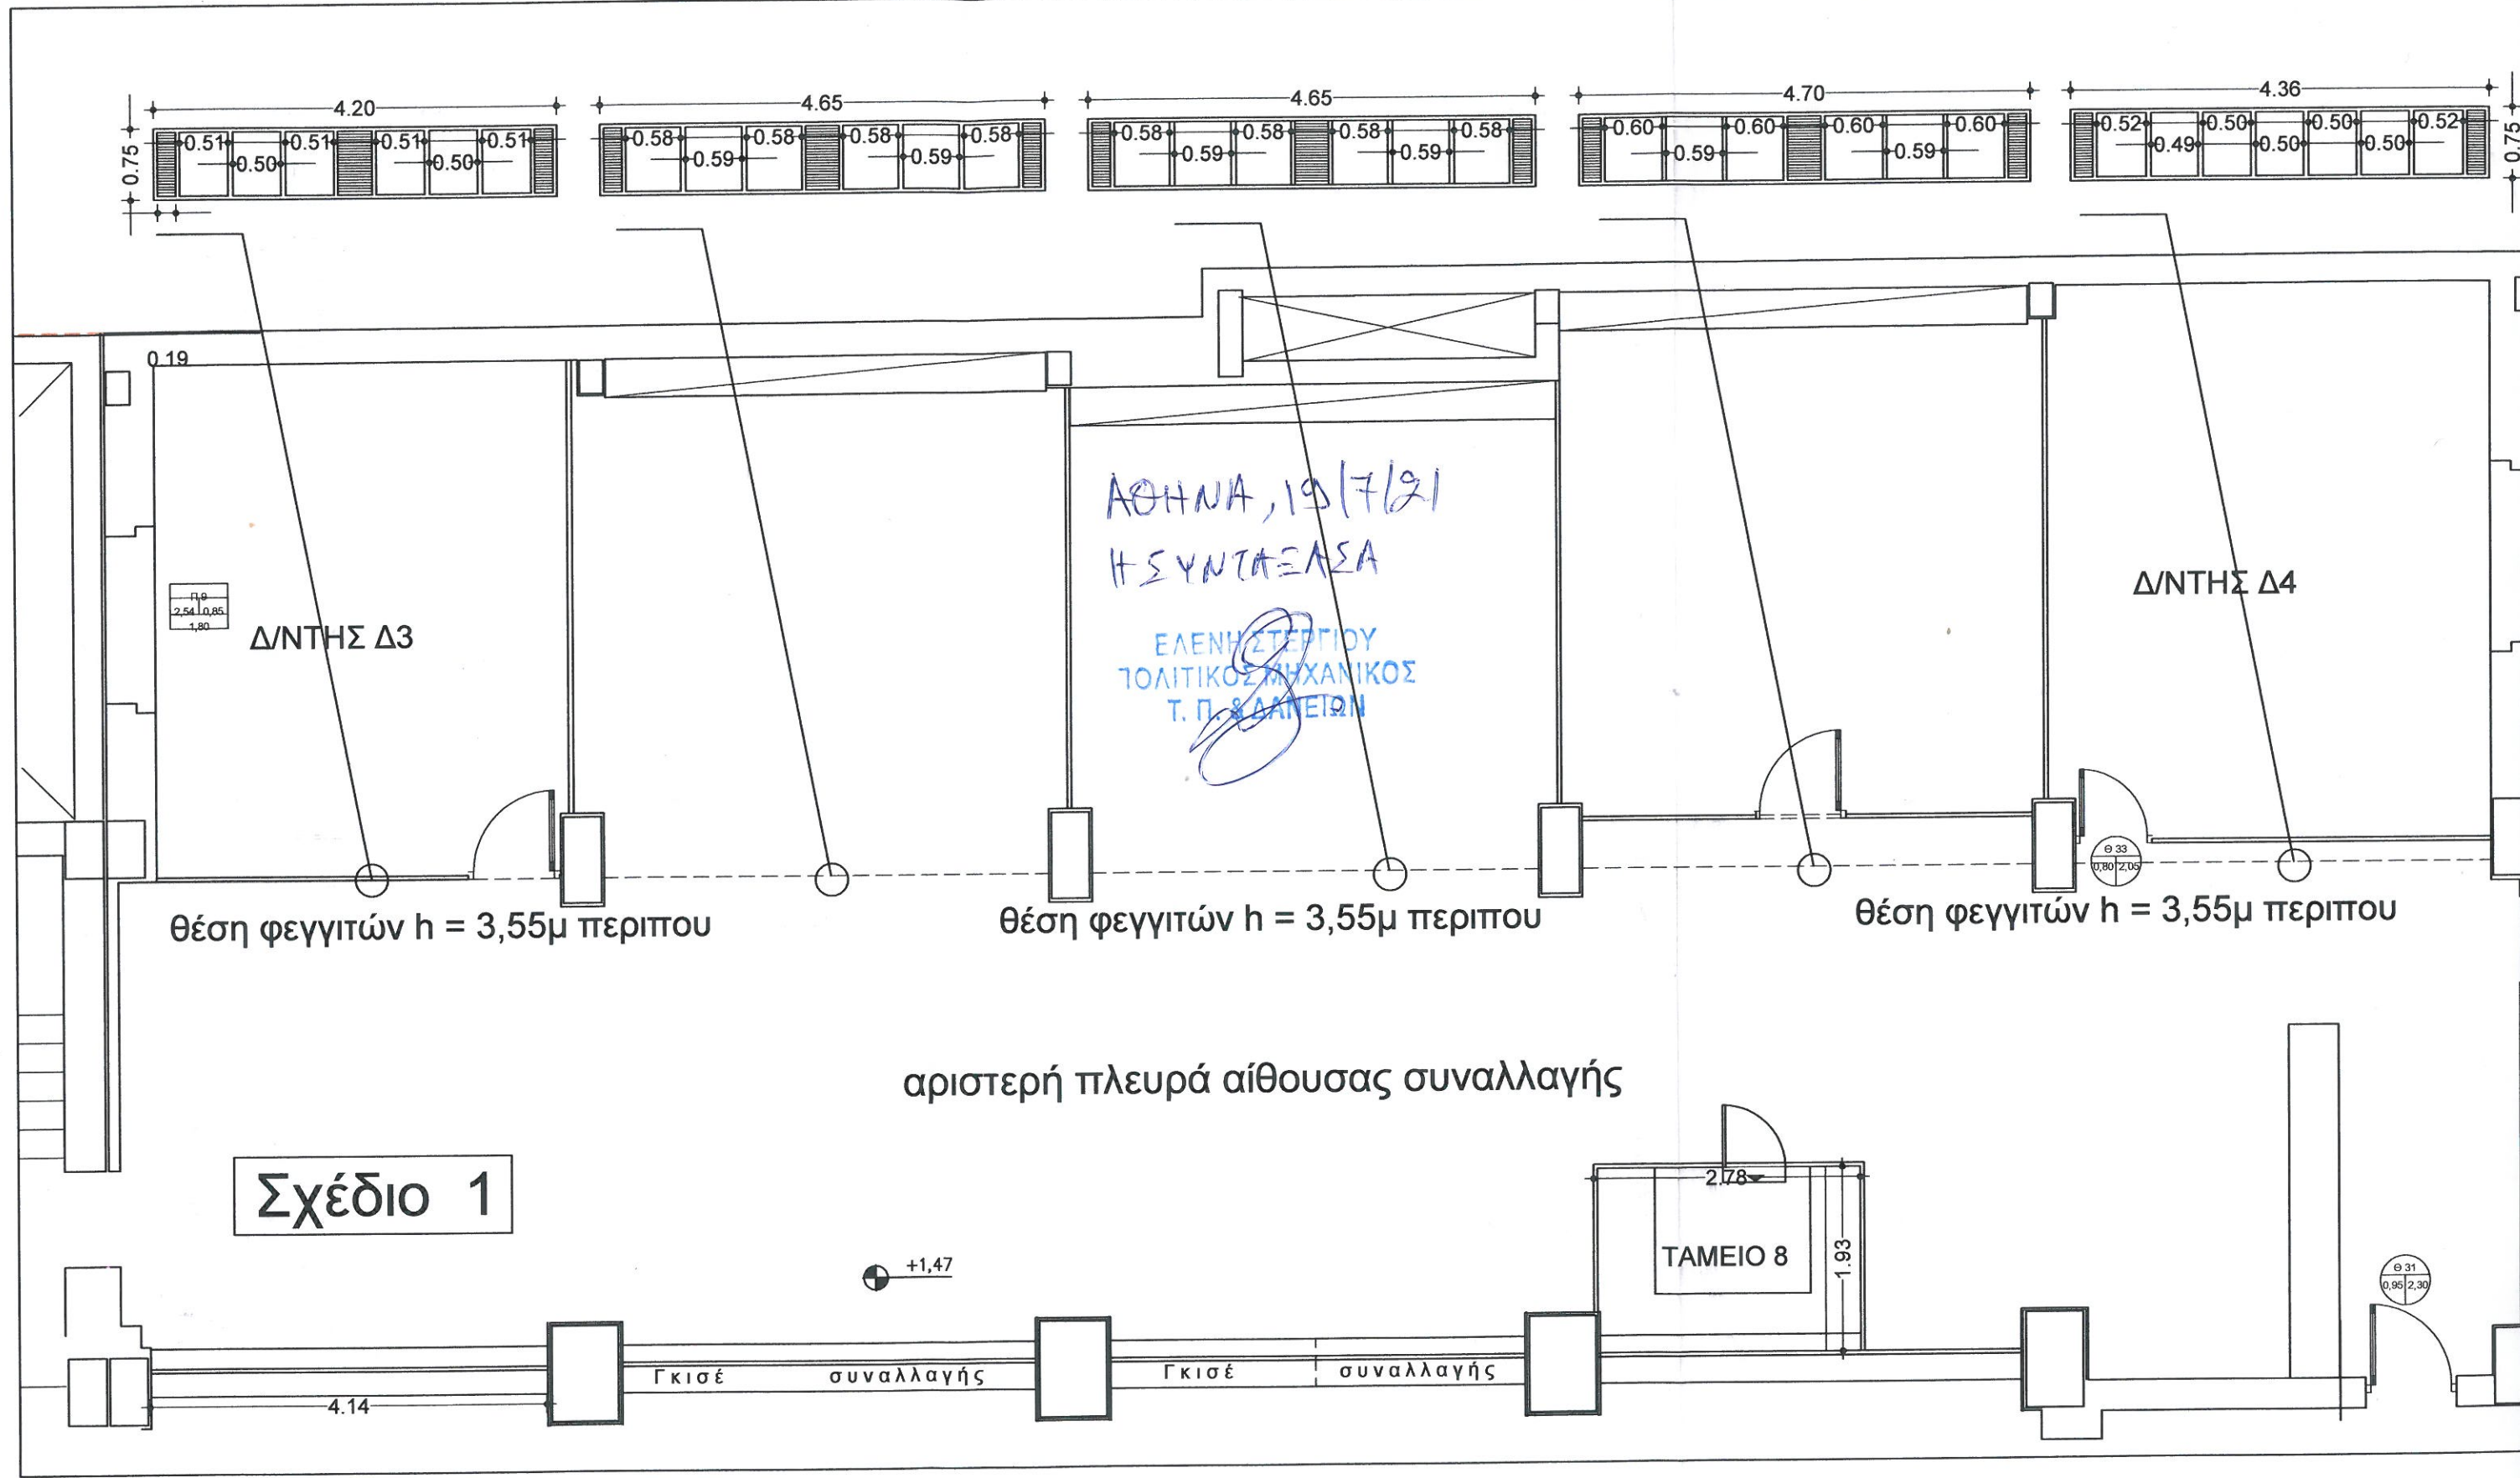 4.20 4.65 4.65 4.70 4.36
0.75 0.51 0.50 0.51 0.51 0.50 0.51
0.58 0.59 0.58 0.58 0.59 0.58
0.58 0.59 0.58 0.58 0.59 0.58
0.60 0.59 0.60 0.60 0.59 0.60
0.52 0.49 0.50 0.50 0.50 0.50 0.52 0.75
0.19
ΑΘΗΝΑ, 19/7/21
Η ΣΥΝΤΑΞΑΣΑ
ΕΛΕΝΗ ΣΤΕΡΓΙΟΥ
ΠΟΛΙΤΙΚΟΣ ΜΗΧΑΝΙΚΟΣ
Τ. Π. & ΔΑΝΕΙΩΝ
Π.9
2,54 0,85
1,80
Δ/ΝΤΗΣ Δ3
Δ/ΝΤΗΣ Δ4
Θ 33
0,80 2,05
θέση φεγγιτών h = 3,55μ περιπου
θέση φεγγιτών h = 3,55μ περιπου
θέση φεγγιτών h = 3,55μ περιπου
αριστερή πλευρά αίθουσας συναλλαγής
Σχέδιο 1
2.78
ΤΑΜΕΙΟ 8
1.93
+1,47
Θ 31
0,95 2,30
Γκισέ συναλλαγής
Γκισέ συναλλαγής
4.14